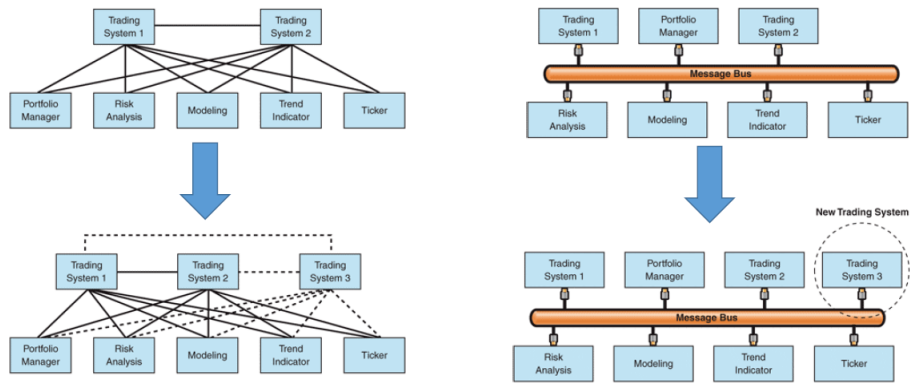 Trading
System 1
Trading
System 2
Portfolio
Manager
Risk
Analysis
Modeling
Trend
Indicator
Ticker
Trading
System 1
Trading
System 2
Trading
System 3
Portfolio
Manager
Risk
Analysis
Modeling
Trend
Indicator
Ticker
Trading
System 1
Portfolio
Manager
Trading
System 2
Message Bus
Risk
Analysis
Modeling
Trend
Indicator
Ticker
New Trading System
Trading
System 1
Portfolio
Manager
Trading
System 2
Trading
System 3
Message Bus
Risk
Analysis
Modeling
Trend
Indicator
Ticker